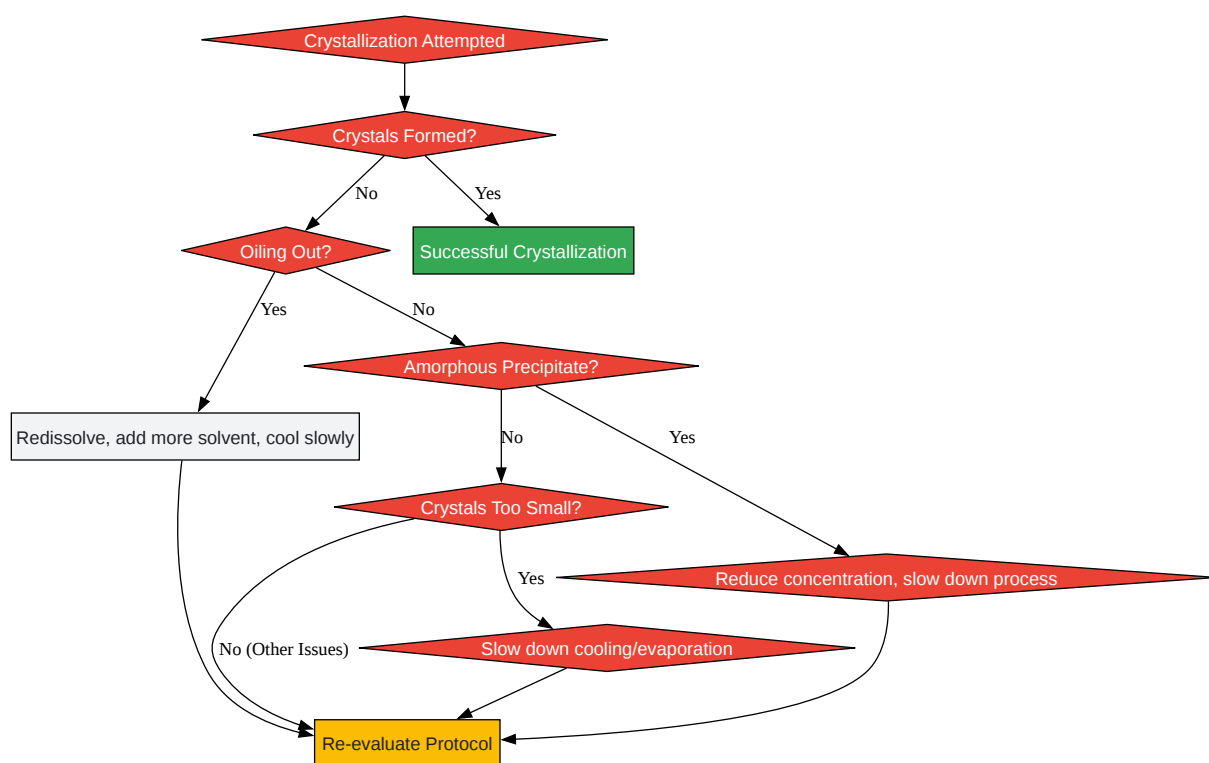 Crystallization Attempted
Crystals Formed?
No
Yes
Oiling Out?
Successful Crystallization
Yes
No
Amorphous Precipitate?
Redissolve, add more solvent, cool slowly
No
Yes
Crystals Too Small?
Yes
Reduce concentration, slow down process
No (Other Issues)
Slow down cooling/evaporation
Re-evaluate Protocol